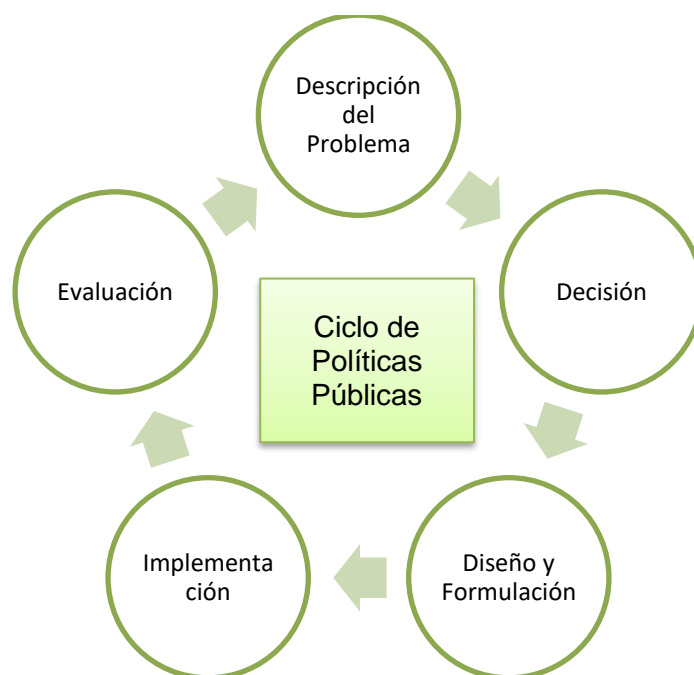 Descripción
del
Problema
Evaluación
Decisión
Ciclo de
Políticas
Públicas
Implementa
ción
Diseño y
Formulación